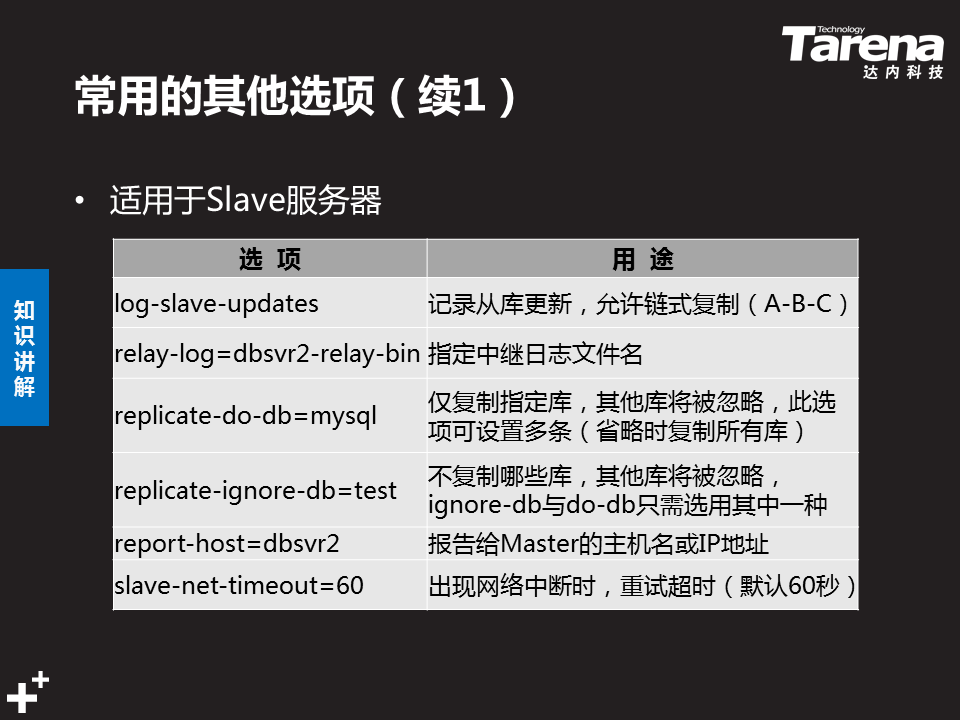 Technology
Tarena
达内科技
常用的其他选项（续1）
• 适用于Slave服务器
知识讲解
选 项 用 途
log-slave-updates 记录从库更新，允许链式复制（A-B-C）
relay-log=dbsvr2-relay-bin 指定中继日志文件名
replicate-do-db=mysql 仅复制指定库，其他库将被忽略，此选
项可设置多条（省略时复制所有库）
replicate-ignore-db=test 不复制哪些库，其他库将被忽略，
ignore-db与do-db只需选用其中一种
report-host=dbsvr2 报告给Master的主机名或IP地址
slave-net-timeout=60 出现网络中断时，重试超时（默认60秒）